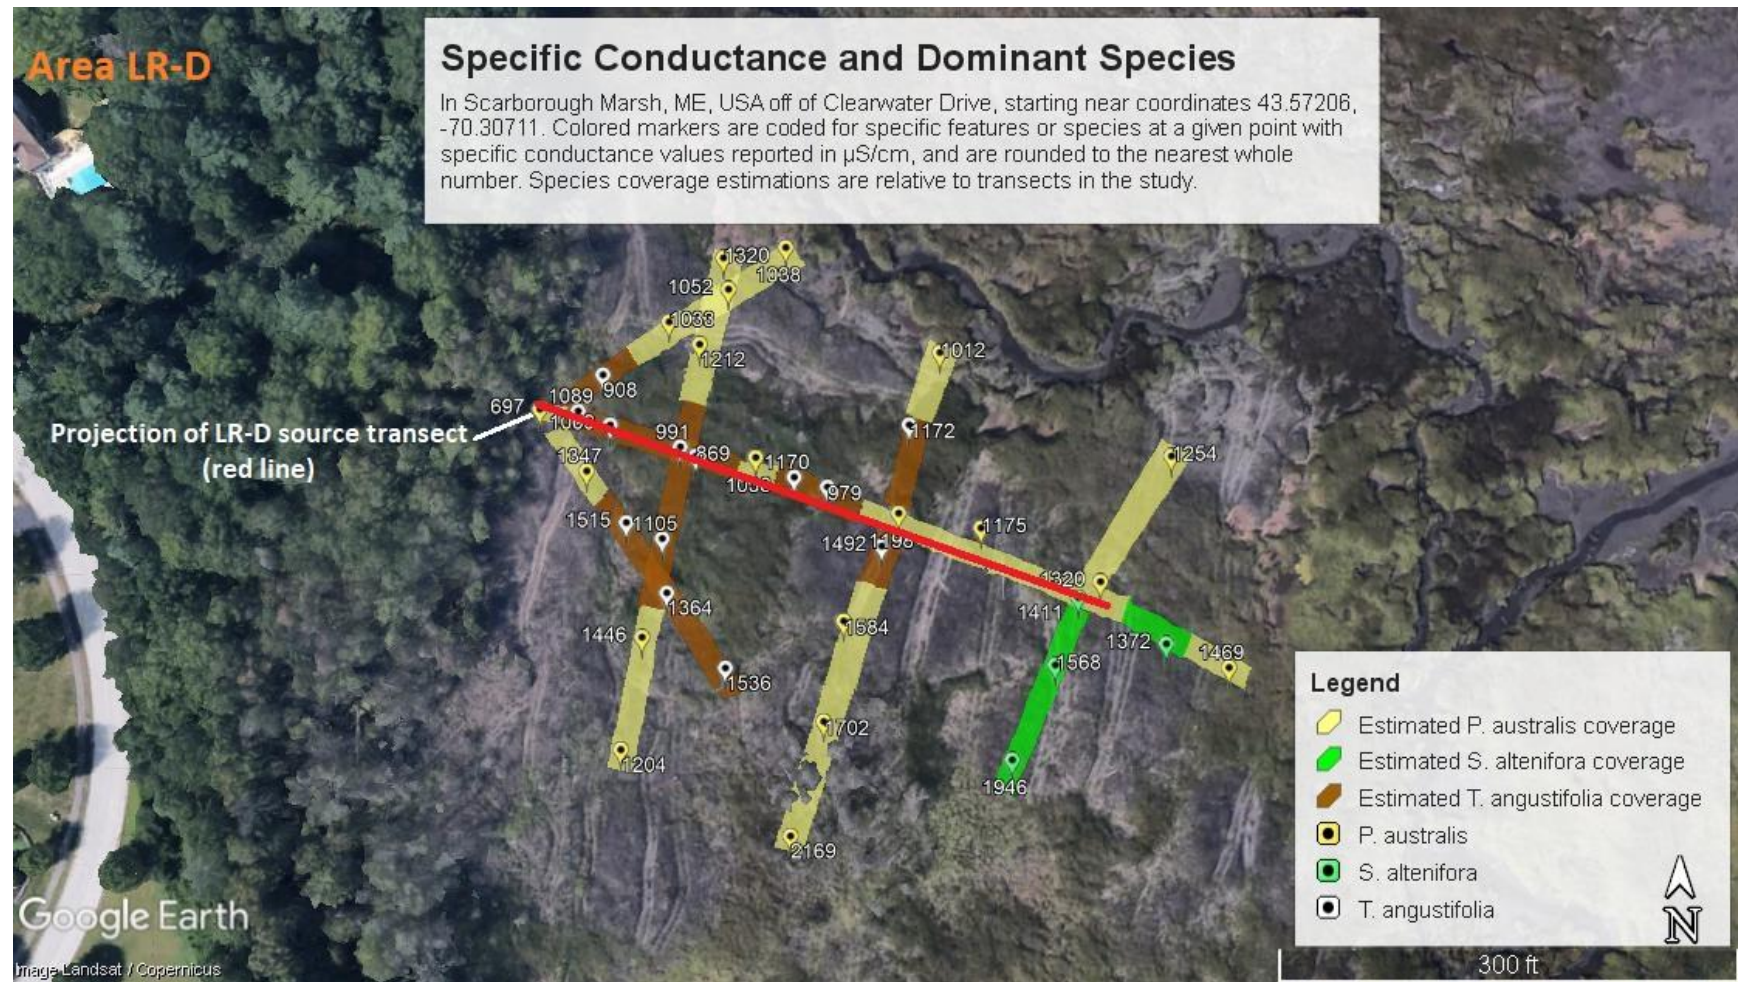 Area LR-D
Specific Conductance and Dominant Species
In Scarborough Marsh, ME, USA off of Clearwater Drive, starting near coordinates 43.57206,
-70.30711. Colored markers are coded for specific features or species at a given point with
specific conductance values reported in µS/cm, and are rounded to the nearest whole
number. Species coverage estimations are relative to transects in the study.
1320
1038
1052
1033
1212
1012
908
1089
697
991
1172
Projection of LR-D source transect
(red line)
1347
869
1170
1254
979
1515
1105
1175
1492
1198
1320
1364
1411
1446
1584
1372
1469
1568
1536
1702
1204
1946
2169
Legend
Estimated P. australis coverage
Estimated S. altenifora coverage
Estimated T. angustifolia coverage
P. australis
S. altenifora
T. angustifolia
N
Google Earth
Image Landsat / Copernicus
300 ft